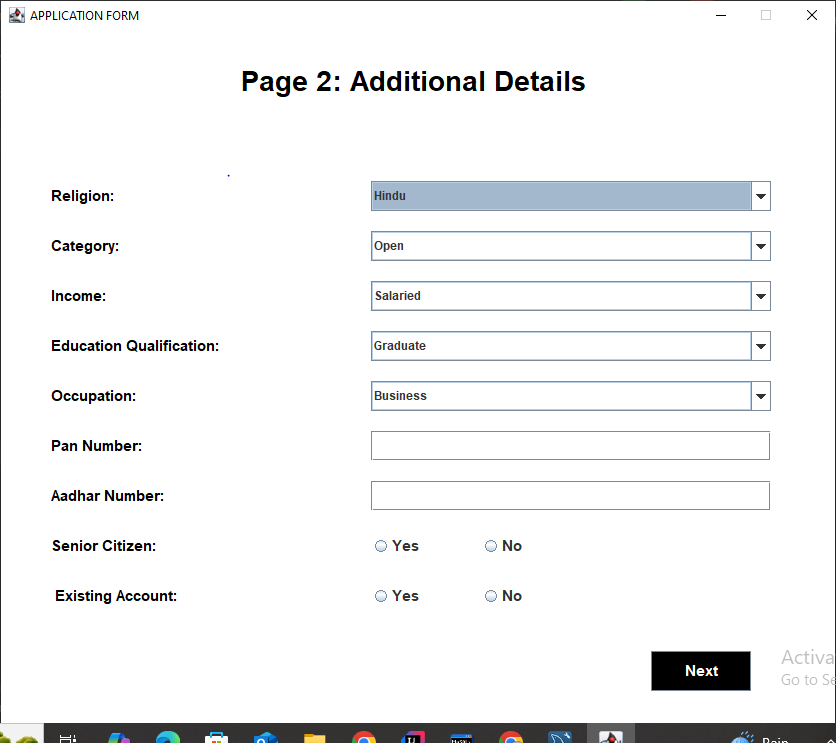 APPLICATION FORM
Page 2: Additional Details
Religion: Hindu
Category: Open
Income: Salaried
Education Qualification: Graduate
Occupation: Business
Pan Number:
Aadhar Number:
Senior Citizen: Yes No
Existing Account: Yes No
Next
Activa
Go to Se
Rain